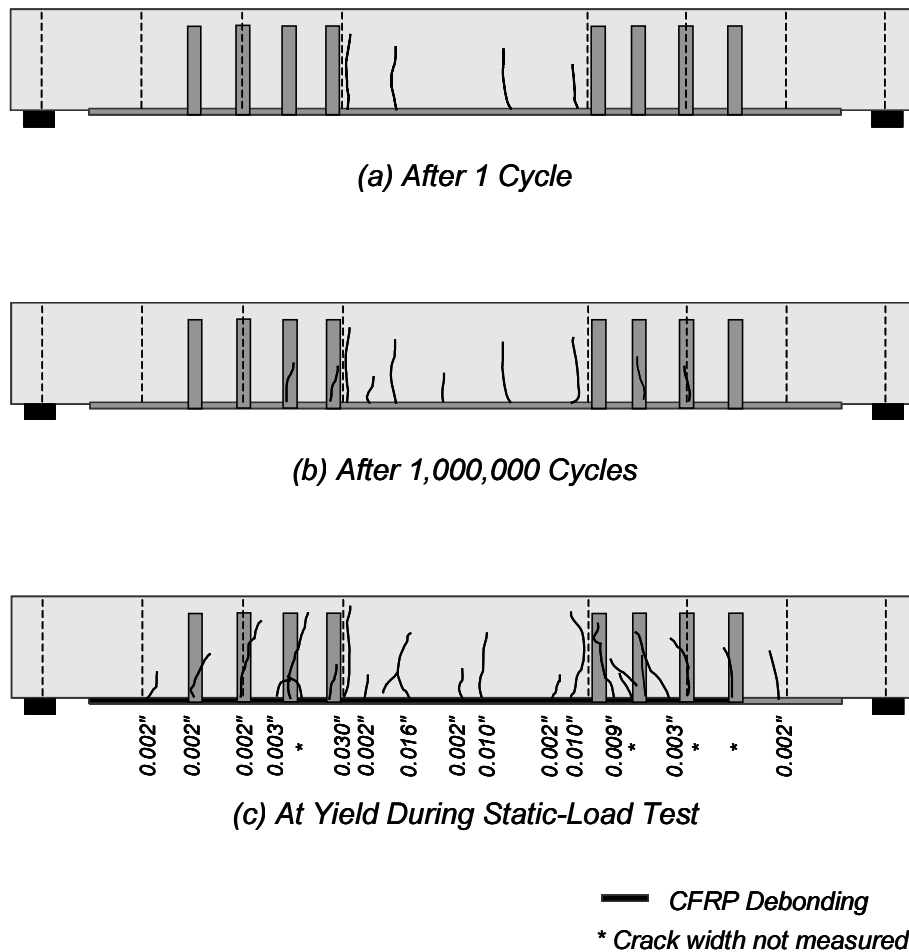 (a) After 1 Cycle
(b) After 1,000,000 Cycles
0.002" 0.002" 0.002" 0.003" * 0.030" 0.002" 0.016" 0.002" 0.010" 0.002" 0.010" 0.009" * 0.003" * * 0.002"
(c) At Yield During Static-Load Test
CFRP Debonding
* Crack width not measured